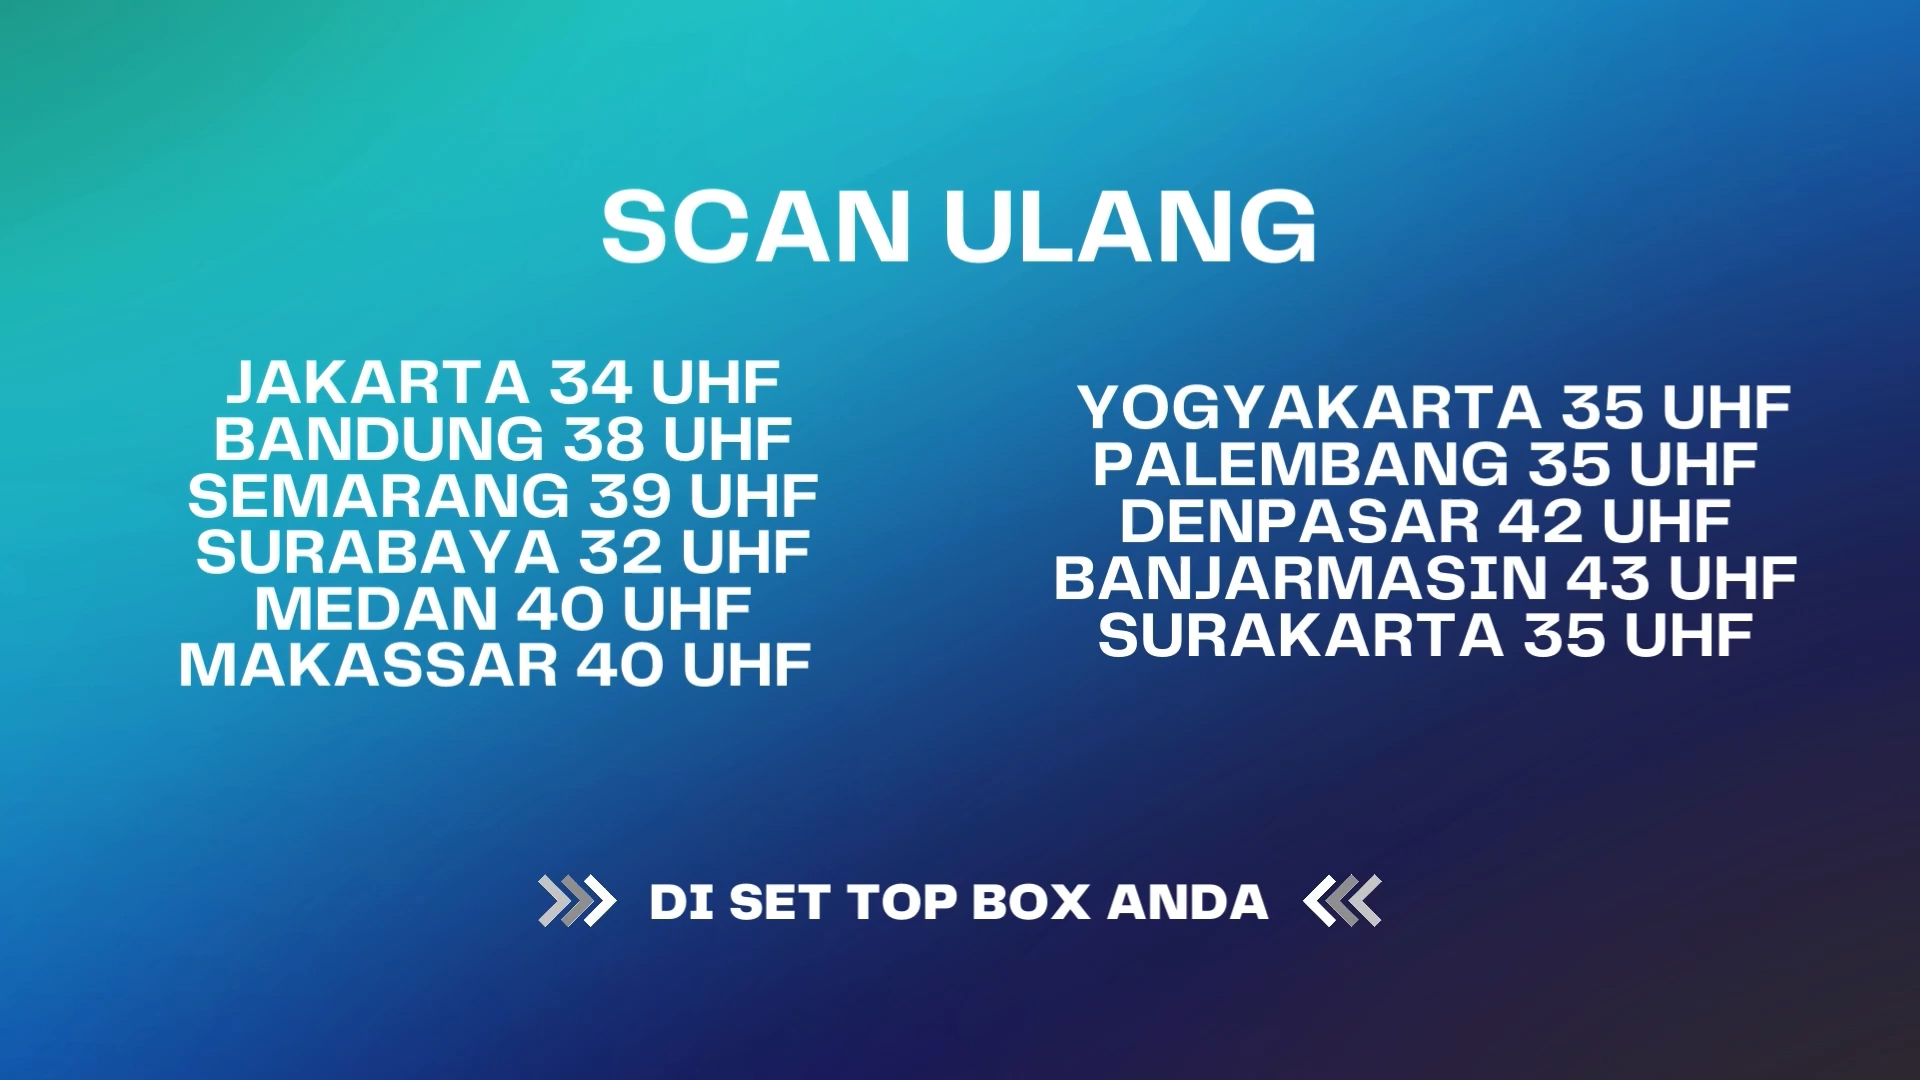 SCAN ULANG
JAKARTA 34 UHF
BANDUNG 38 UHF
SEMARANG 39 UHF
SURABAYA 32 UHF
MEDAN 40 UHF
MAKASSAR 40 UHF
YOGYAKARTA 35 UHF
PALEMBANG 35 UHF
DENPASAR 42 UHF
BANJARMASIN 43 UHF
SURAKARTA 35 UHF
DI SET TOP BOX ANDA